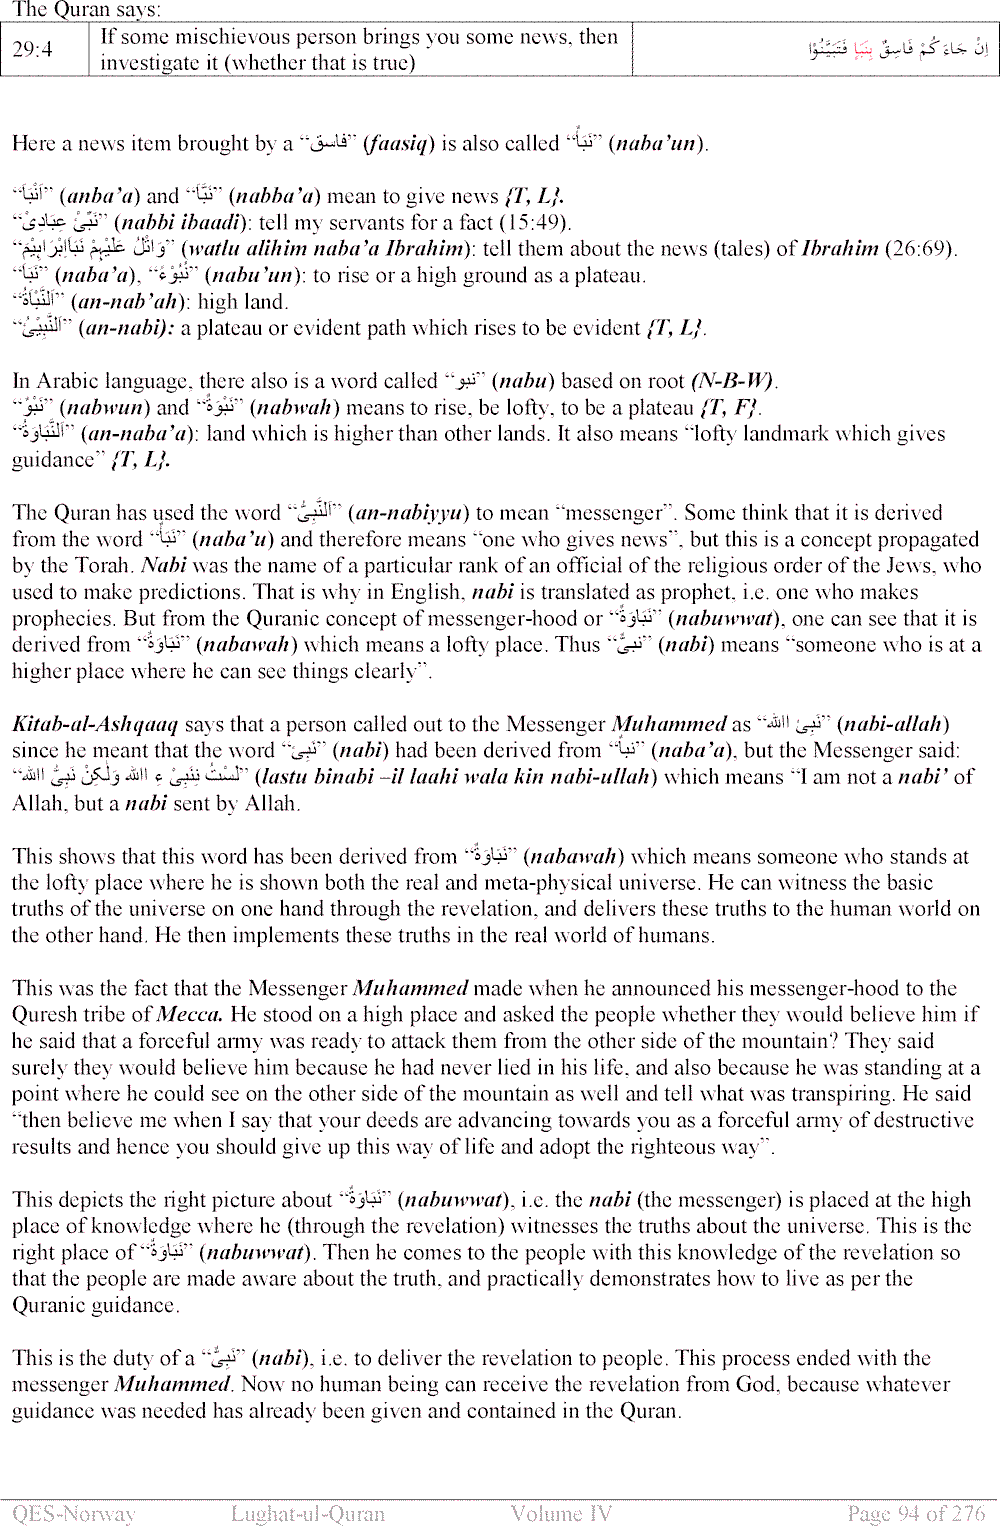 The Quran says:
29:4 If some mischievous person brings you some news, then investigate it (whether that is true) اِنْ جَاءَ كُمْ فَاسِقٌ بِنَبَاٍ فَتَبَيَّنُوْا
Here a news item brought by a “فاسق” (faasiq) is also called “نَبَأٌ” (naba’un).
“اَنْبَاَ” (anba’a) and “نَبَّاَ” (nabba’a) mean to give news {T, L}.
“نَبِّیْٔ عِبَادِیْ” (nabbi ibaadi): tell my servants for a fact (15:49).
“وَاتْلُ عَلَيْہِمْ نَبَاَاِبْرَاہِيْمَ” (watlu alihim naba’a Ibrahim): tell them about the news (tales) of Ibrahim (26:69).
“نَبَاَ” (naba’a), “نُبُوْءً” (nabu’un): to rise or a high ground as a plateau.
“اَلنَّبْاَۃُ” (an-nab’ah): high land.
“اَلنَّبِیْئُ” (an-nabi): a plateau or evident path which rises to be evident {T, L}.
In Arabic language, there also is a word called “نبو” (nabu) based on root (N-B-W).
“نَبْوٌ” (nabwun) and “نَبْوَۃٌ” (nabwah) means to rise, be lofty, to be a plateau {T, F}.
“اَلنَّبَاوَۃُ” (an-naba’a): land which is higher than other lands. It also means “lofty landmark which gives
guidance” {T, L}.
The Quran has used the word “اَلنَّبِیُّ” (an-nabiyyu) to mean “messenger”. Some think that it is derived
from the word “نَبَأٌ” (naba’u) and therefore means “one who gives news”, but this is a concept propagated
by the Torah. Nabi was the name of a particular rank of an official of the religious order of the Jews, who
used to make predictions. That is why in English, nabi is translated as prophet, i.e. one who makes
prophecies. But from the Quranic concept of messenger-hood or “نَبَاوَۃٌ” (nabuwwat), one can see that it is
derived from “نَبَاوَۃٌ” (nabawah) which means a lofty place. Thus “نبیٌّ” (nabi) means “someone who is at a
higher place where he can see things clearly”.
Kitab-al-Ashqaaq says that a person called out to the Messenger Muhammed as “نَبِیئ االله” (nabi-allah)
since he meant that the word “نَبِیئ” (nabi) had been derived from “نبأ” (naba’a), but the Messenger said:
“لَسْتُ بِنَبِیْ ءِ االله وَلٰكِنْ نَبِیُّ االله” (lastu binabi –il laahi wala kin nabi-ullah) which means “I am not a nabi’ of
Allah, but a nabi sent by Allah.
This shows that this word has been derived from “نَبَاوَۃٌ” (nabawah) which means someone who stands at
the lofty place where he is shown both the real and meta-physical universe. He can witness the basic
truths of the universe on one hand through the revelation, and delivers these truths to the human world on
the other hand. He then implements these truths in the real world of humans.
This was the fact that the Messenger Muhammed made when he announced his messenger-hood to the
Quresh tribe of Mecca. He stood on a high place and asked the people whether they would believe him if
he said that a forceful army was ready to attack them from the other side of the mountain? They said
surely they would believe him because he had never lied in his life, and also because he was standing at a
point where he could see on the other side of the mountain as well and tell what was transpiring. He said
“then believe me when I say that your deeds are advancing towards you as a forceful army of destructive
results and hence you should give up this way of life and adopt the righteous way”.
This depicts the right picture about “نَبَاوَۃٌ” (nabuwwat), i.e. the nabi (the messenger) is placed at the high
place of knowledge where he (through the revelation) witnesses the truths about the universe. This is the
right place of “نَبَاوَۃٌ” (nabuwwat). Then he comes to the people with this knowledge of the revelation so
that the people are made aware about the truth, and practically demonstrates how to live as per the
Quranic guidance.
This is the duty of a “نَبِیٌّ” (nabi), i.e. to deliver the revelation to people. This process ended with the
messenger Muhammed. Now no human being can receive the revelation from God, because whatever
guidance was needed has already been given and contained in the Quran.
QES-Norway Lughat-ul-Quran Volume IV Page 94 of 276